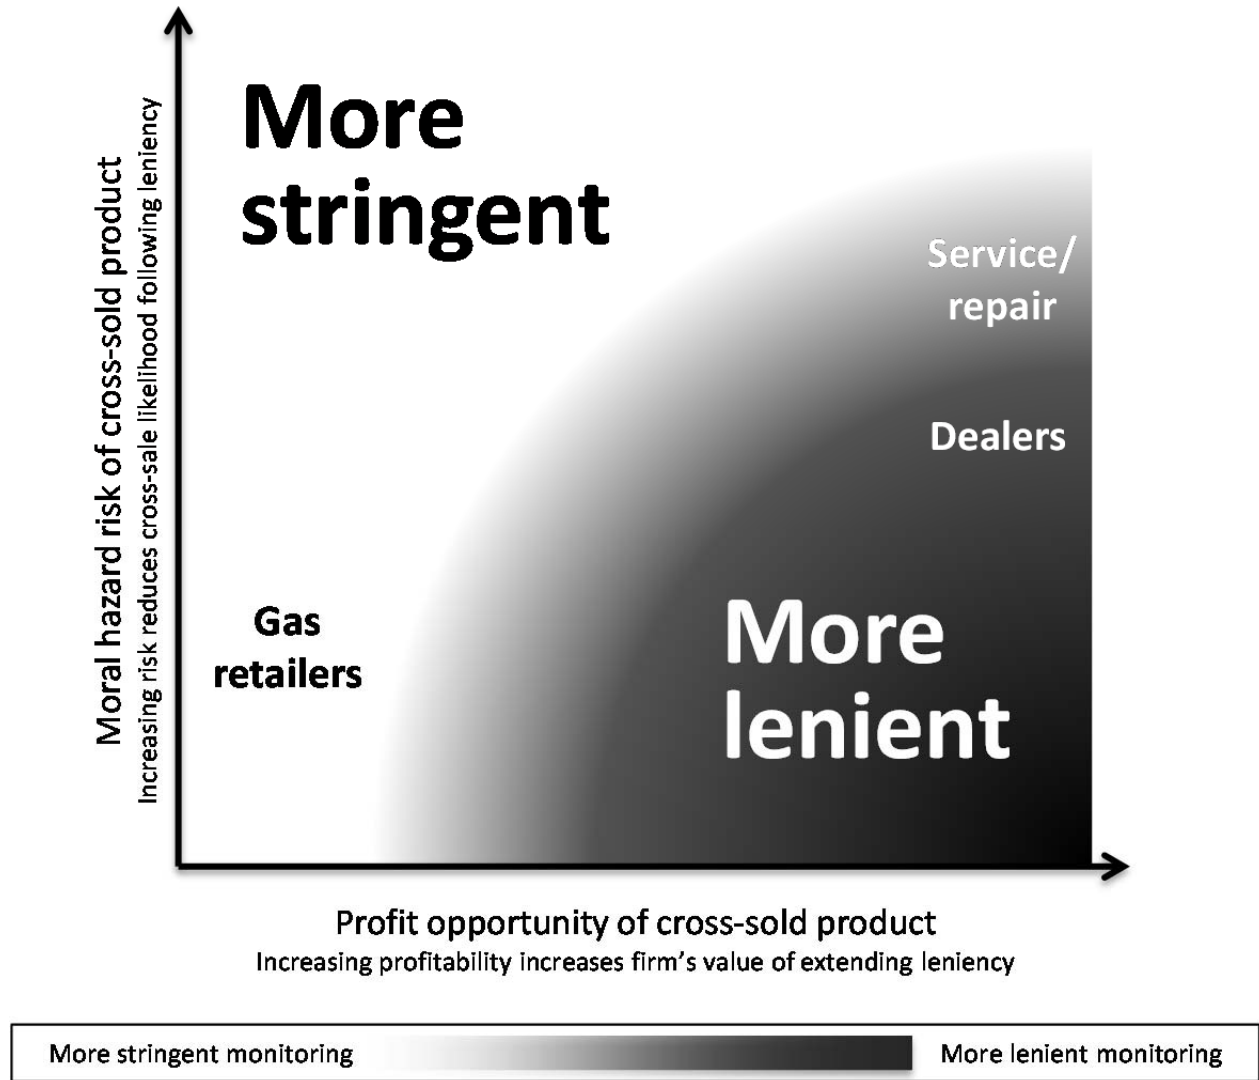 More
stringent
Service/
repair
Dealers
Gas
retailers
More
lenient
Moral hazard risk of cross-sold product
Increasing risk reduces cross-sale likelihood following leniency
Profit opportunity of cross-sold product
Increasing profitability increases firm's value of extending leniency
More stringent monitoring
More lenient monitoring